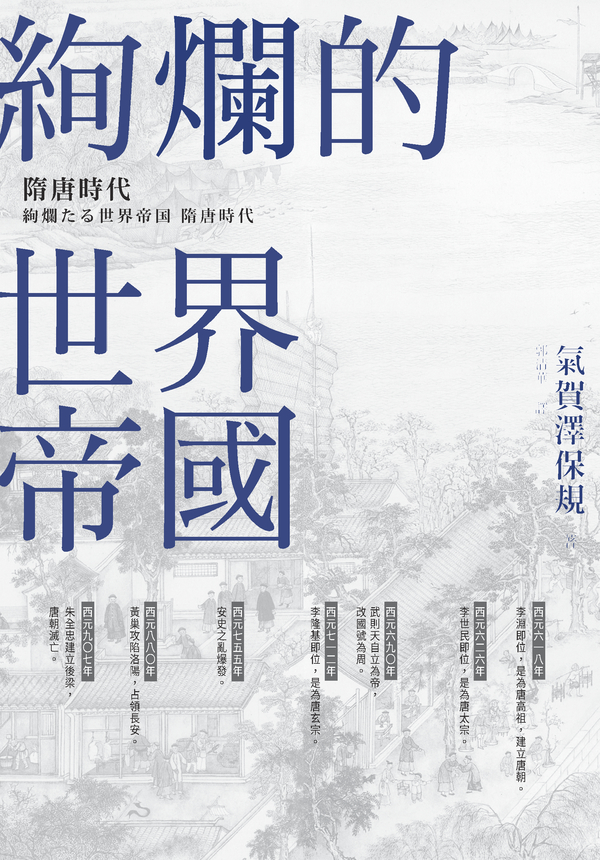 絢爛的
隋唐時代
絢爛たる世界帝国 隋唐時代
世界
帝國
氣賀澤保規 著
郭清華 譯
西元六一八年
李淵即位，是為唐高祖，建立唐朝。
西元六二六年
李世民即位，是為唐太宗。
西元六九〇年
武則天自立為帝，
改國號為周。
西元七一二年
李隆基即位，是為唐玄宗。
西元七五五年
安史之亂爆發。
西元八八〇年
黃巢攻陷洛陽，占領長安。
西元九〇七年
朱全忠建立後梁，
唐朝滅亡。